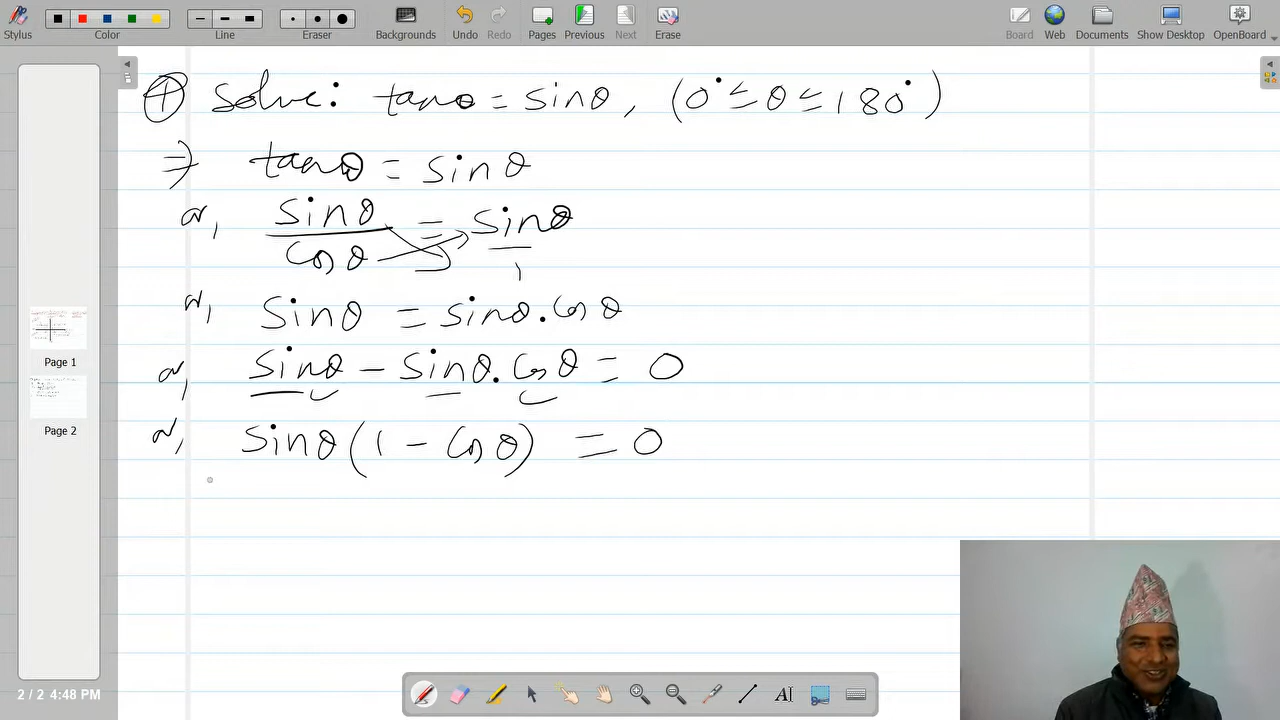 Stylus
Color
Line
Eraser
Backgrounds
Undo
Redo
Pages
Previous
Next
Erase
Board
Web
Documents
Show Desktop
OpenBoard
④ Solve: tanθ = sinθ, (0° ≤ θ ≤ 180°)
⇒ tanθ = sinθ
or, sinθ/cosθ = sinθ/1
or, sinθ = sinθ.cosθ
or, sinθ - sinθ.cosθ = 0
or, sinθ(1 - cosθ) = 0
Page 1
Page 2
2 / 2 4:48 PM